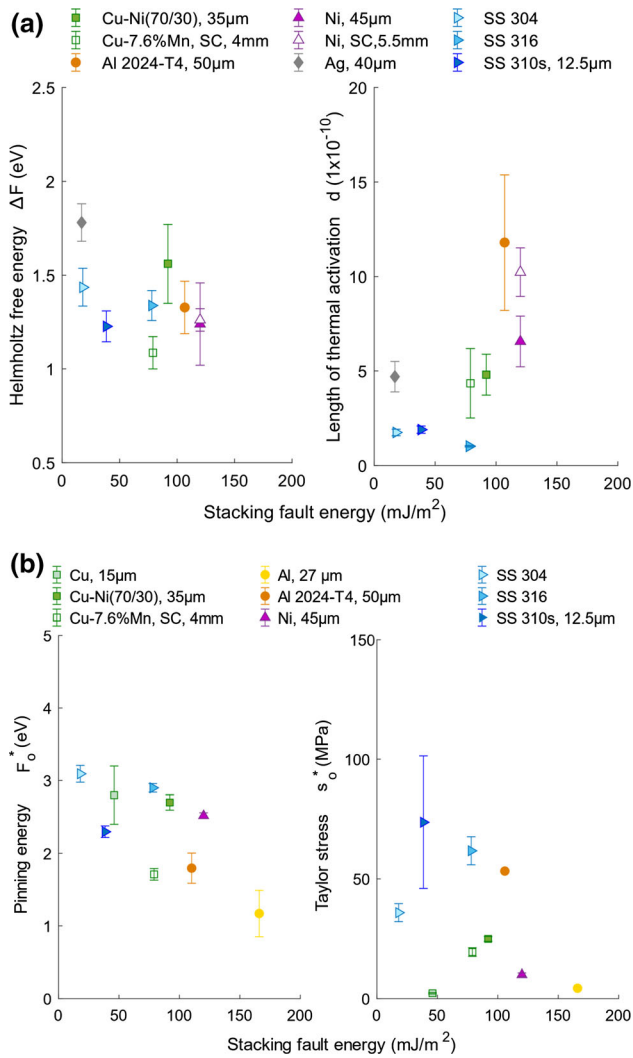 (a)
Cu-Ni(70/30), 35µm
Ni, 45µm
SS 304
Cu-7.6%Mn, SC, 4mm
Ni, SC,5.5mm
SS 316
Al 2024-T4, 50µm
Ag, 40µm
SS 310s, 12.5µm
Helmholtz free energy ΔF (eV)
2.5
2
1.5
1
0.5
0 50 100 150 200
Length of thermal activation d (1x10^-10)
20
15
10
5
0
0 50 100 150 200
Stacking fault energy (mJ/m²)
(b)
Cu, 15µm
Al, 27 µm
SS 304
Cu-Ni(70/30), 35µm
Al 2024-T4, 50µm
SS 316
Cu-7.6%Mn, SC, 4mm
Ni, 45µm
SS 310s, 12.5µm
Pinning energy F_o^* (eV)
4
3
2
1
0
0 50 100 150 200
Taylor stress s_o^* (MPa)
150
100
50
0
0 50 100 150 200
Stacking fault energy (mJ/m²)